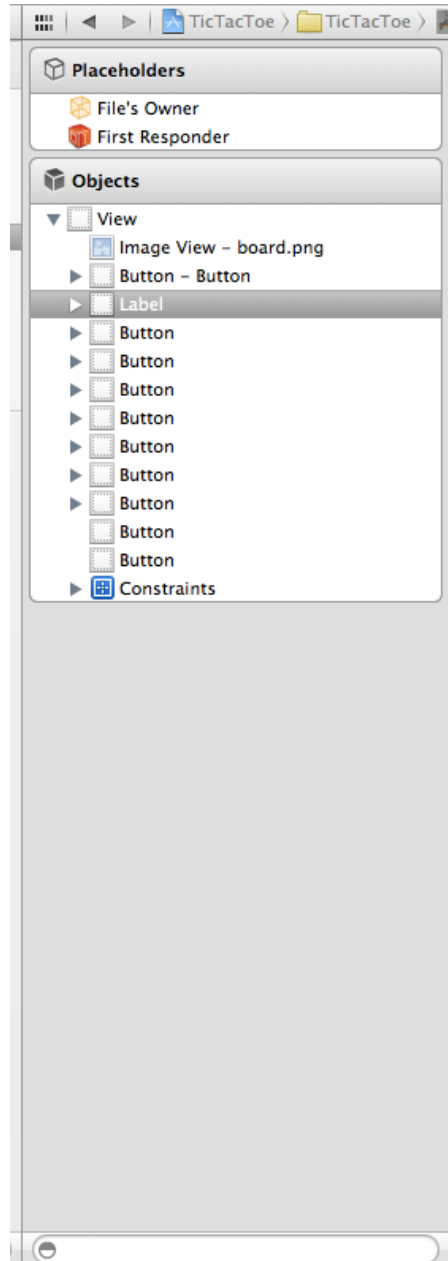 TicTacToe 〉 TicTacToe 〉
Placeholders
File's Owner
First Responder
Objects
View
Image View – board.png
Button – Button
Label
Button
Button
Button
Button
Button
Button
Button
Button
Button
Constraints